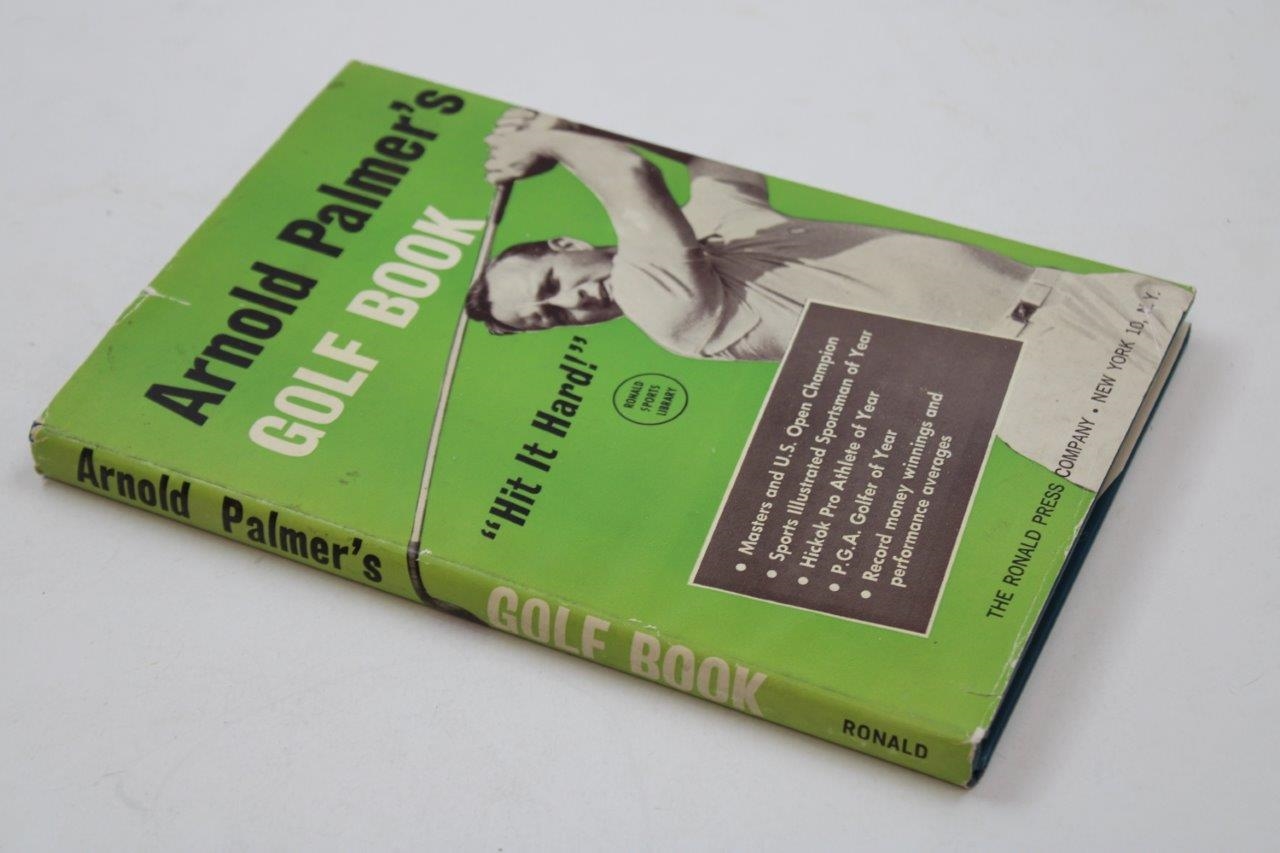 Arnold Palmer's
GOLF BOOK
"Hit It Hard!"
RONALD
SPORTS
LIBRARY
• Masters and U.S. Open Champion
• Sports Illustrated Sportsman of Year
• Hickok Pro Athlete of Year
• P.G.A. Golfer of Year
• Record money winnings and
performance averages
THE RONALD PRESS COMPANY • NEW YORK 10, N.Y.
Arnold Palmer's GOLF BOOK RONALD